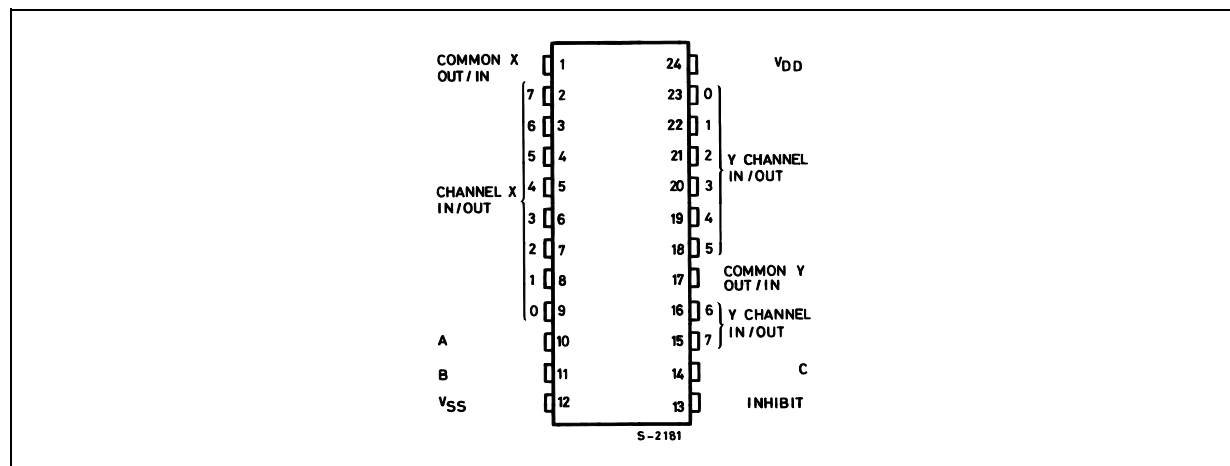 COMMON X
OUT/IN
1
24
VDD
7
2
23
0
6
3
22
1
5
4
21
2
Y CHANNEL
IN/OUT
CHANNEL X
IN/OUT
4
5
20
3
3
6
19
4
2
7
18
5
1
8
17
COMMON Y
OUT/IN
0
9
16
6
Y CHANNEL
IN/OUT
A
10
15
7
B
11
14
C
VSS
12
13
INHIBIT
S-2181